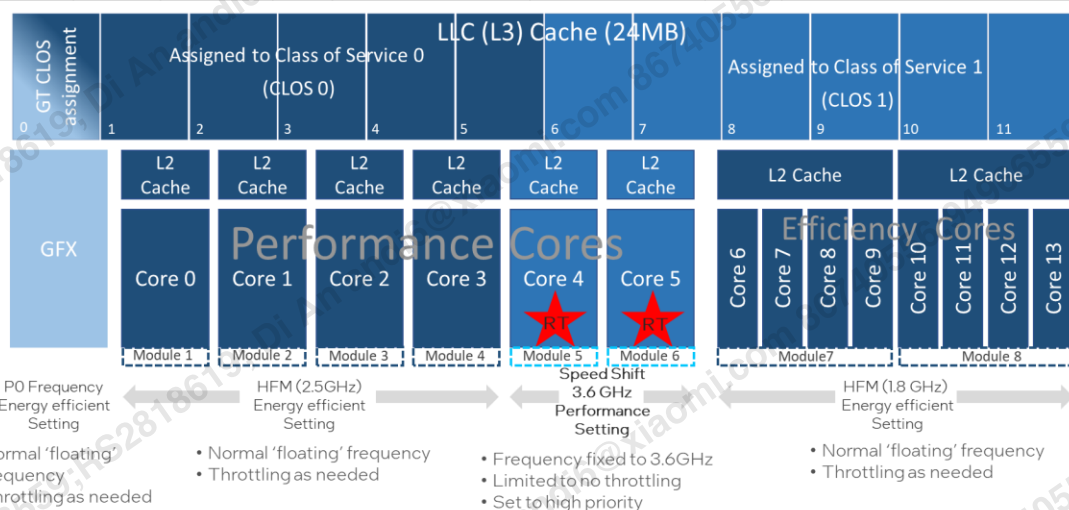 LLC (L3) Cache (24MB)
GT CLOS
assignment
Assigned to Class of Service 0
(CLOS 0)
Assigned to Class of Service 1
(CLOS 1)
0
1
2
3
4
5
6
7
8
9
10
11
L2
Cache
L2
Cache
L2
Cache
L2
Cache
L2
Cache
L2
Cache
L2 Cache
L2 Cache
GFX
Performance Cores
Efficiency Cores
Core 0
Core 1
Core 2
Core 3
Core 4
Core 5
Core 6
Core 7
Core 8
Core 9
Core 10
Core 11
Core 12
Core 13
RT
RT
Module 1
Module 2
Module 3
Module 4
Module 5
Module 6
Module7
Module 8
P0 Frequency
Energy efficient
Setting
ormal 'floating'
equency
hrottling as needed
HFM (2.5GHz)
Energy efficient
Setting
• Normal 'floating' frequency
• Throttling as needed
Speed Shift
3.6 GHz
Performance
Setting
• Frequency fixed to 3.6GHz
• Limited to no throttling
• Set to high priority
HFM (1.8 GHz)
Energy efficient
Setting
• Normal 'floating' frequency
• Throttling as needed